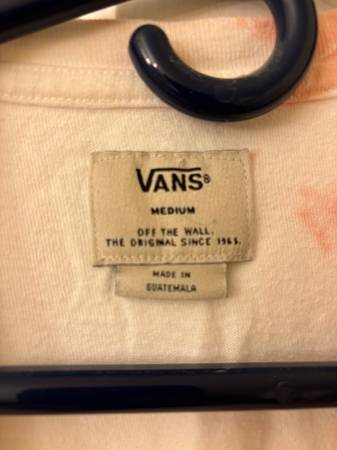 VANS®
MEDIUM
OFF THE WALL.
THE ORIGINAL SINCE 1966.
MADE IN
GUATEMALA